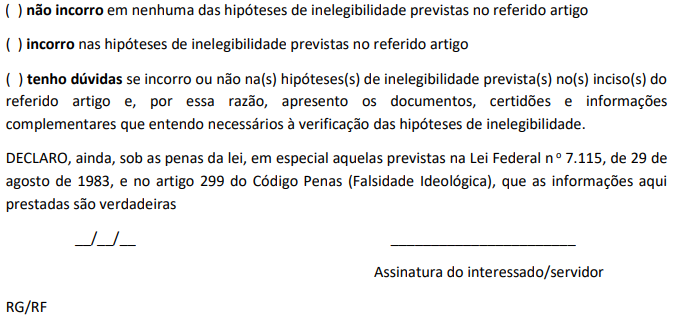 ( ) não incorro em nenhuma das hipóteses de inelegibilidade previstas no referido artigo
( ) incorro nas hipóteses de inelegibilidade previstas no referido artigo
( ) tenho dúvidas se incorro ou não na(s) hipóteses(s) de inelegibilidade prevista(s) no(s) inciso(s) do
referido artigo e, por essa razão, apresento os documentos, certidões e informações
complementares que entendo necessários à verificação das hipóteses de inelegibilidade.
DECLARO, ainda, sob as penas da lei, em especial aquelas previstas na Lei Federal nº 7.115, de 29 de
agosto de 1983, e no artigo 299 do Código Penas (Falsidade Ideológica), que as informações aqui
prestadas são verdadeiras
__/__/__ _______________________
Assinatura do interessado/servidor
RG/RF